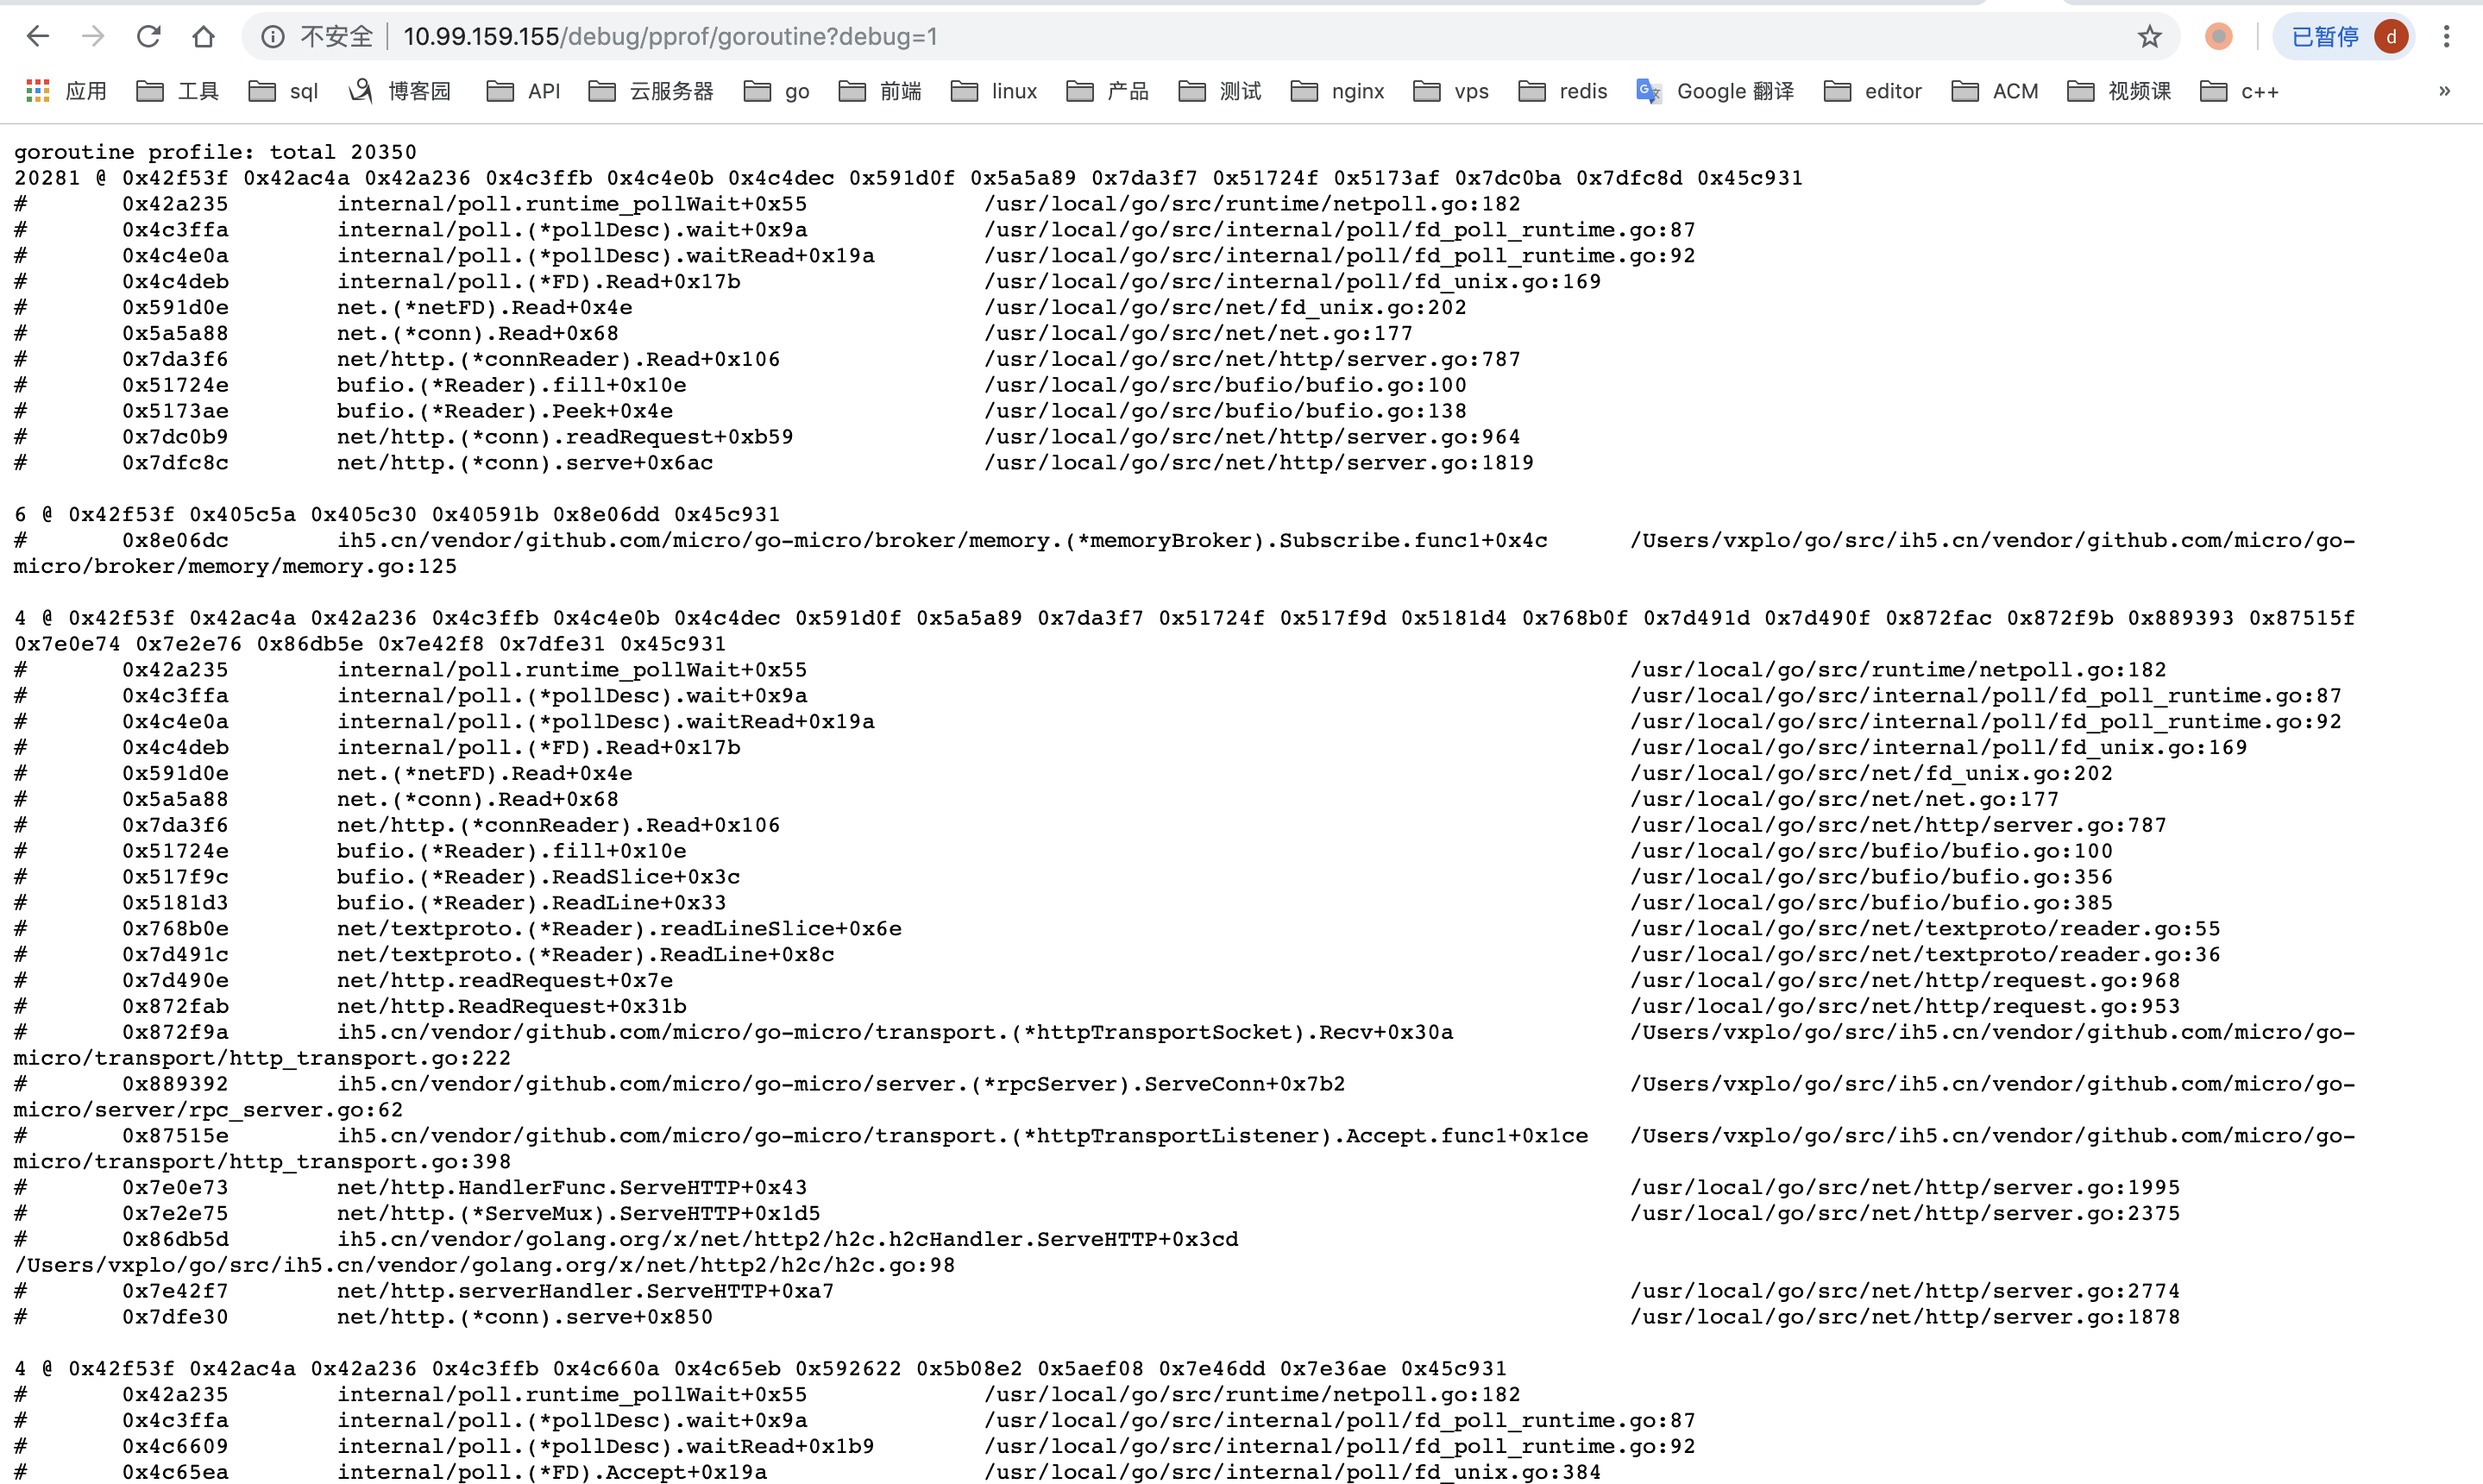 不安全 10.99.159.155/debug/pprof/goroutine?debug=1 已暂停 d
应用 工具 sql 博客园 API 云服务器 go 前端 linux 产品 测试 nginx vps redis Google 翻译 editor ACM 视频课 c++ »
goroutine profile: total 20350
20281 @ 0x42f53f 0x42ac4a 0x42a236 0x4c3ffb 0x4c4e0b 0x4c4dec 0x591d0f 0x5a5a89 0x7da3f7 0x51724f 0x5173af 0x7dc0ba 0x7dfc8d 0x45c931
# 0x42a235 internal/poll.runtime_pollWait+0x55 /usr/local/go/src/runtime/netpoll.go:182
# 0x4c3ffa internal/poll.(*pollDesc).wait+0x9a /usr/local/go/src/internal/poll/fd_poll_runtime.go:87
# 0x4c4e0a internal/poll.(*pollDesc).waitRead+0x19a /usr/local/go/src/internal/poll/fd_poll_runtime.go:92
# 0x4c4deb internal/poll.(*FD).Read+0x17b /usr/local/go/src/internal/poll/fd_unix.go:169
# 0x591d0e net.(*netFD).Read+0x4e /usr/local/go/src/net/fd_unix.go:202
# 0x5a5a88 net.(*conn).Read+0x68 /usr/local/go/src/net/net.go:177
# 0x7da3f6 net/http.(*connReader).Read+0x106 /usr/local/go/src/net/http/server.go:787
# 0x51724e bufio.(*Reader).fill+0x10e /usr/local/go/src/bufio/bufio.go:100
# 0x5173ae bufio.(*Reader).Peek+0x4e /usr/local/go/src/bufio/bufio.go:138
# 0x7dc0b9 net/http.(*conn).readRequest+0xb59 /usr/local/go/src/net/http/server.go:964
# 0x7dfc8c net/http.(*conn).serve+0x6ac /usr/local/go/src/net/http/server.go:1819
6 @ 0x42f53f 0x405c5a 0x405c30 0x40591b 0x8e06dd 0x45c931
# 0x8e06dc ih5.cn/vendor/github.com/micro/go-micro/broker/memory.(*memoryBroker).Subscribe.func1+0x4c /Users/vxplo/go/src/ih5.cn/vendor/github.com/micro/go-
micro/broker/memory/memory.go:125
4 @ 0x42f53f 0x42ac4a 0x42a236 0x4c3ffb 0x4c4e0b 0x4c4dec 0x591d0f 0x5a5a89 0x7da3f7 0x51724f 0x517f9d 0x5181d4 0x768b0f 0x7d491d 0x7d490f 0x872fac 0x872f9b 0x889393 0x87515f
0x7e0e74 0x7e2e76 0x86db5e 0x7e42f8 0x7dfe31 0x45c931
# 0x42a235 internal/poll.runtime_pollWait+0x55 /usr/local/go/src/runtime/netpoll.go:182
# 0x4c3ffa internal/poll.(*pollDesc).wait+0x9a /usr/local/go/src/internal/poll/fd_poll_runtime.go:87
# 0x4c4e0a internal/poll.(*pollDesc).waitRead+0x19a /usr/local/go/src/internal/poll/fd_poll_runtime.go:92
# 0x4c4deb internal/poll.(*FD).Read+0x17b /usr/local/go/src/internal/poll/fd_unix.go:169
# 0x591d0e net.(*netFD).Read+0x4e /usr/local/go/src/net/fd_unix.go:202
# 0x5a5a88 net.(*conn).Read+0x68 /usr/local/go/src/net/net.go:177
# 0x7da3f6 net/http.(*connReader).Read+0x106 /usr/local/go/src/net/http/server.go:787
# 0x51724e bufio.(*Reader).fill+0x10e /usr/local/go/src/bufio/bufio.go:100
# 0x517f9c bufio.(*Reader).ReadSlice+0x3c /usr/local/go/src/bufio/bufio.go:356
# 0x5181d3 bufio.(*Reader).ReadLine+0x33 /usr/local/go/src/bufio/bufio.go:385
# 0x768b0e net/textproto.(*Reader).readLineSlice+0x6e /usr/local/go/src/net/textproto/reader.go:55
# 0x7d491c net/textproto.(*Reader).ReadLine+0x8c /usr/local/go/src/net/textproto/reader.go:36
# 0x7d490e net/http.readRequest+0x7e /usr/local/go/src/net/http/request.go:968
# 0x872fab net/http.ReadRequest+0x31b /usr/local/go/src/net/http/request.go:953
# 0x872f9a ih5.cn/vendor/github.com/micro/go-micro/transport.(*httpTransportSocket).Recv+0x30a /Users/vxplo/go/src/ih5.cn/vendor/github.com/micro/go-
micro/transport/http_transport.go:222
# 0x889392 ih5.cn/vendor/github.com/micro/go-micro/server.(*rpcServer).ServeConn+0x7b2 /Users/vxplo/go/src/ih5.cn/vendor/github.com/micro/go-
micro/server/rpc_server.go:62
# 0x87515e ih5.cn/vendor/github.com/micro/go-micro/transport.(*httpTransportListener).Accept.func1+0x1ce /Users/vxplo/go/src/ih5.cn/vendor/github.com/micro/go-
micro/transport/http_transport.go:398
# 0x7e0e73 net/http.HandlerFunc.ServeHTTP+0x43 /usr/local/go/src/net/http/server.go:1995
# 0x7e2e75 net/http.(*ServeMux).ServeHTTP+0x1d5 /usr/local/go/src/net/http/server.go:2375
# 0x86db5d ih5.cn/vendor/golang.org/x/net/http2/h2c.h2cHandler.ServeHTTP+0x3cd
/Users/vxplo/go/src/ih5.cn/vendor/golang.org/x/net/http2/h2c/h2c.go:98
# 0x7e42f7 net/http.serverHandler.ServeHTTP+0xa7 /usr/local/go/src/net/http/server.go:2774
# 0x7dfe30 net/http.(*conn).serve+0x850 /usr/local/go/src/net/http/server.go:1878
4 @ 0x42f53f 0x42ac4a 0x42a236 0x4c3ffb 0x4c660a 0x4c65eb 0x592622 0x5b08e2 0x5aef08 0x7e46dd 0x7e36ae 0x45c931
# 0x42a235 internal/poll.runtime_pollWait+0x55 /usr/local/go/src/runtime/netpoll.go:182
# 0x4c3ffa internal/poll.(*pollDesc).wait+0x9a /usr/local/go/src/internal/poll/fd_poll_runtime.go:87
# 0x4c6609 internal/poll.(*pollDesc).waitRead+0x1b9 /usr/local/go/src/internal/poll/fd_poll_runtime.go:92
# 0x4c65ea internal/poll.(*FD).Accept+0x19a /usr/local/go/src/internal/poll/fd_unix.go:384